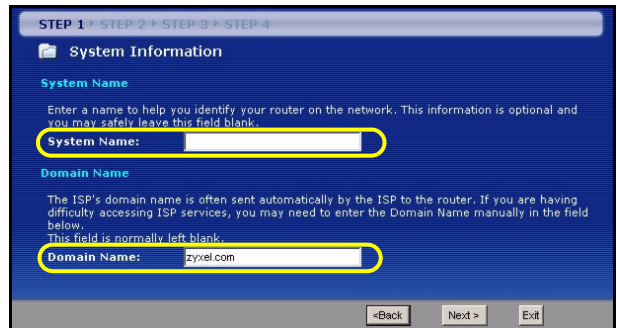 STEP 1 ▸ STEP 2 ▸ STEP 3 ▸ STEP 4
System Information
System Name
Enter a name to help you identify your router on the network. This information is optional and
you may safely leave this field blank.
System Name:
Domain Name
The ISP's domain name is often sent automatically by the ISP to the router. If you are having
difficulty accessing ISP services, you may need to enter the Domain Name manually in the field
below.
This field is normally left blank.
Domain Name: zyxel.com
<Back Next > Exit